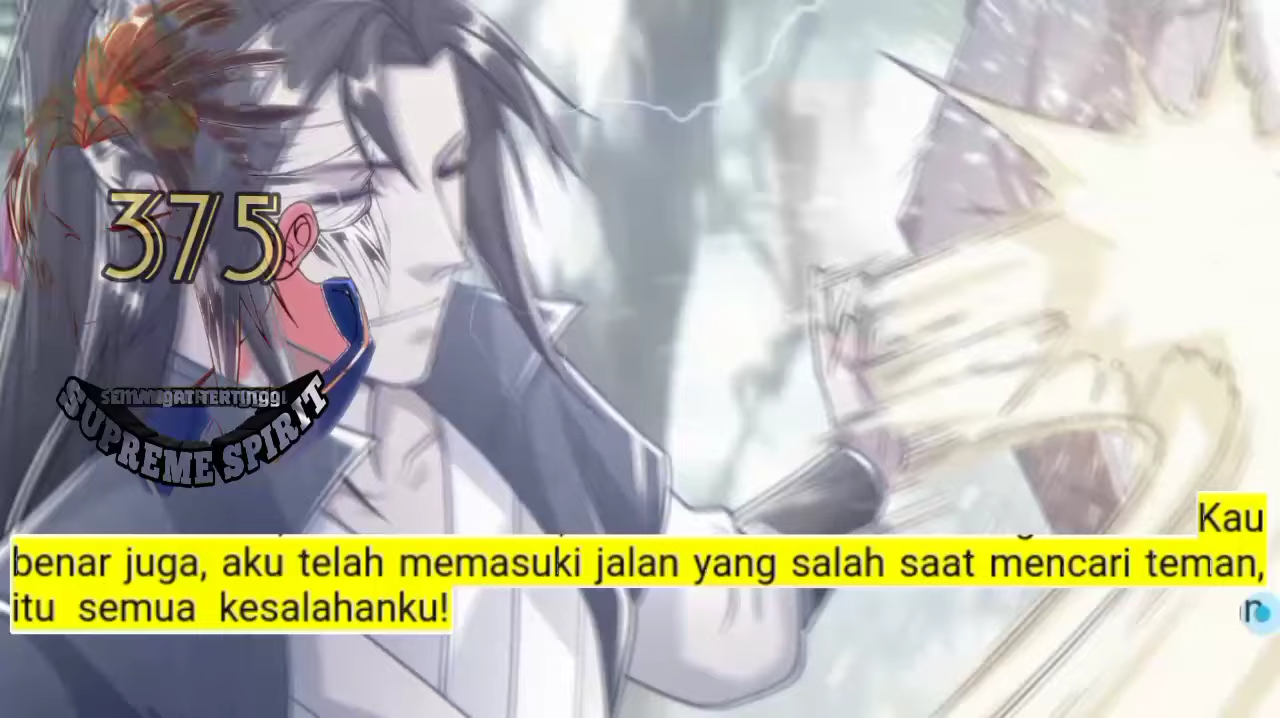 375
SEMANGAT TERTINGGI
SUPREME SPIRIT
Kau
benar juga, aku telah memasuki jalan yang salah saat mencari teman,
itu semua kesalahanku!